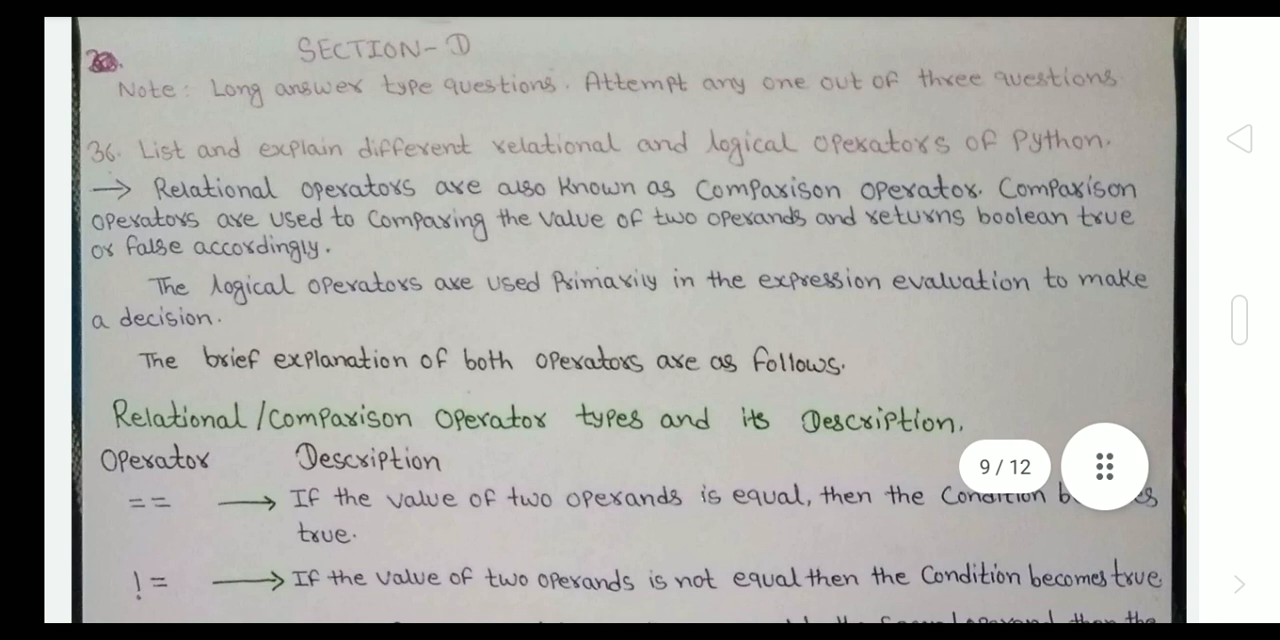 SECTION-D
Note: Long answer type questions. Attempt any one out of three questions
36. List and explain different relational and logical operators of Python.
→ Relational operators are also known as Comparison operator. Comparison
operators are used to Comparing the value of two operands and returns boolean true
or false accordingly.
The logical operators are used Primarily in the expression evaluation to make
a decision.
The brief explanation of both operators are as follows.
Relational/Comparison Operator types and its Description.
Operator Description
== → If the value of two operands is equal, then the Condition
true.
!= → If the value of two operands is not equal then the Condition becomes true
then the
9/12